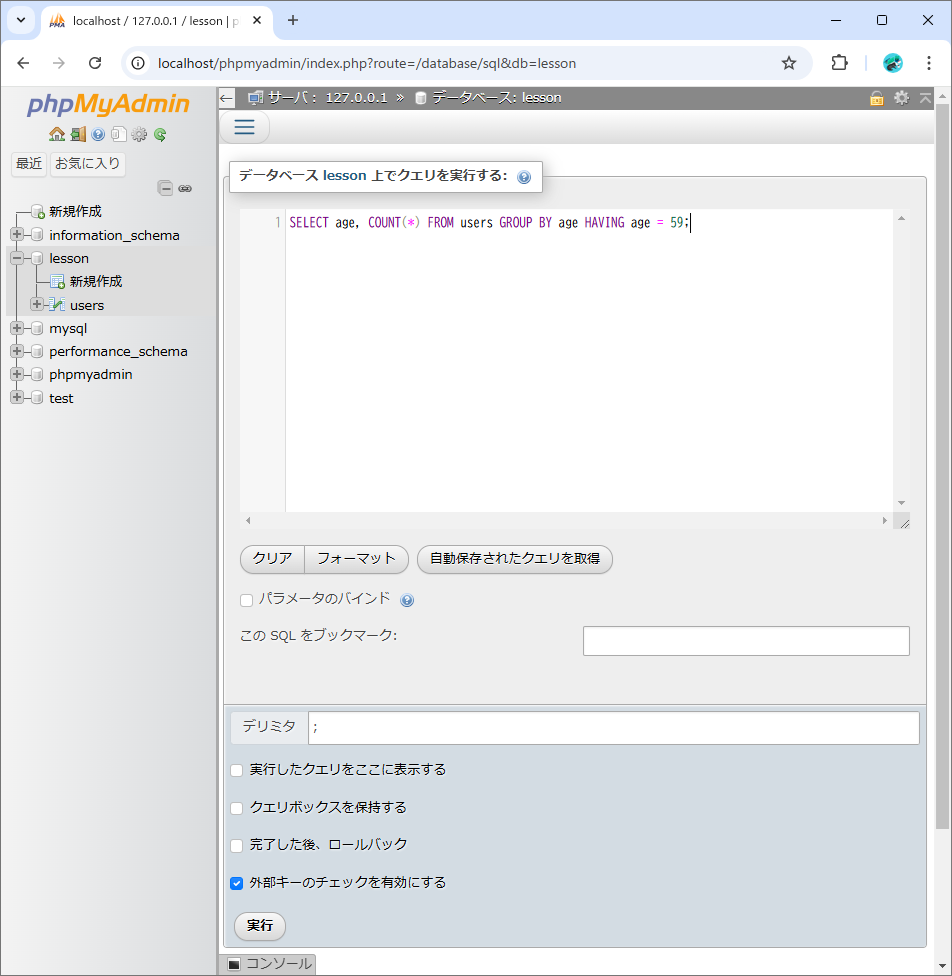 localhost / 127.0.0.1 / lesson | p
localhost/phpmyadmin/index.php?route=/database/sql&db=lesson
phpMyAdmin
最近
お気に入り
新規作成
information_schema
lesson
新規作成
users
mysql
performance_schema
phpmyadmin
test
サーバ: 127.0.0.1 » データベース: lesson
データベース lesson 上でクエリを実行する:
1 SELECT age, COUNT(*) FROM users GROUP BY age HAVING age = 59;
クリア フォーマット 自動保存されたクエリを取得
パラメータのバインド
この SQL をブックマーク:
デリミタ ;
実行したクエリをここに表示する
クエリボックスを保持する
完了した後、ロールバック
外部キーのチェックを有効にする
実行
コンソール